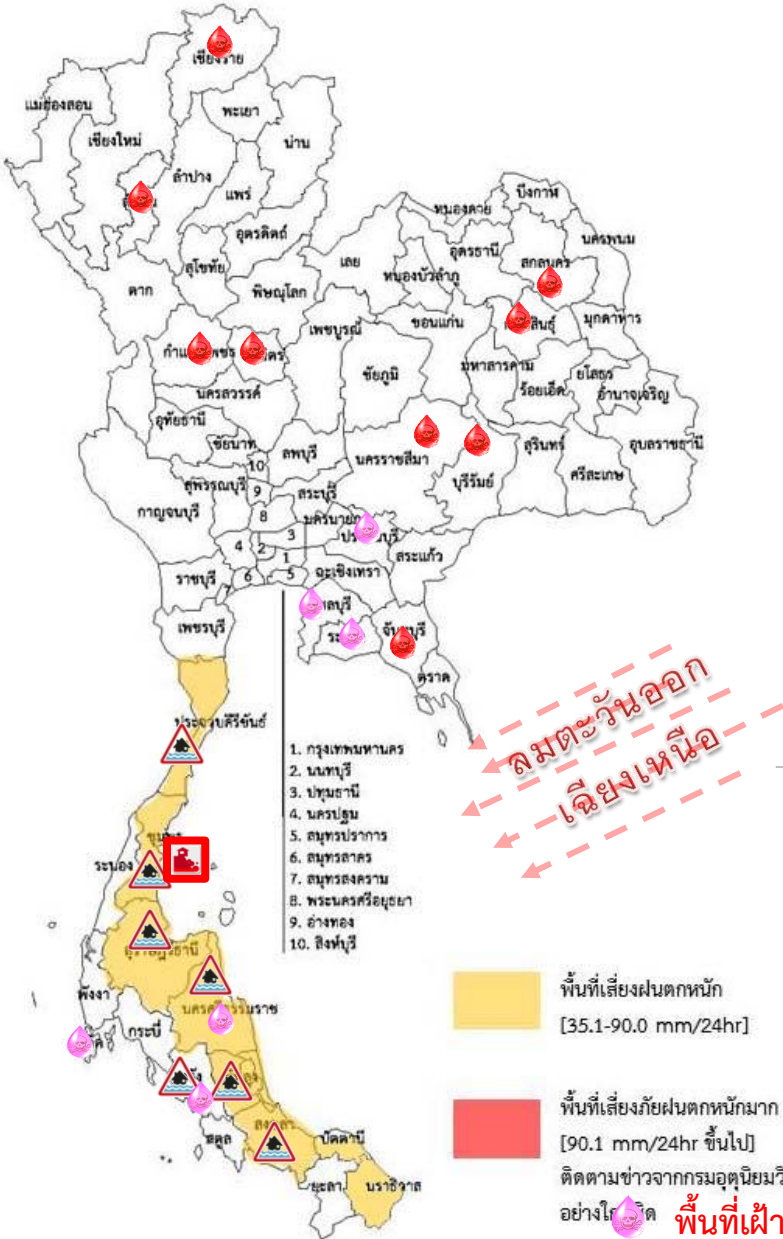 เชียงราย
แม่ฮ่องสอน
พะเยา
เชียงใหม่
น่าน
ลำปาง
แพร่
บึงกาฬ
หนองคาย
อุตรดิตถ์
อุดรธานี
นครพนม
สุโขทัย
เลย
สกลนคร
หนองบัวลำภู
ตาก
พิษณุโลก
ขอนแก่น
มุกดาหาร
เพชรบูรณ์
มหาสารคาม
ชัยภูมิ
ยโสธร
ร้อยเอ็ด
อำนาจเจริญ
นครสวรรค์
อุทัยธานี
ชัยนาท
ลพบุรี
สุรินทร์
อุบลราชธานี
10
นครราชสีมา
ศรีสะเกษ
บุรีรัมย์
สุพรรณบุรี
9
สระบุรี
กาญจนบุรี
8
3
4
2
สระแก้ว
1
ราชบุรี
6
5
ฉะเชิงเทรา
7
เพชรบุรี
ตราด
ลมตะวันออก
เฉียงเหนือ
ประจวบคีรีขันธ์
1. กรุงเทพมหานคร
2. นนทบุรี
3. ปทุมธานี
4. นครปฐม
5. สมุทรปราการ
6. สมุทรสาคร
7. สมุทรสงคราม
8. พระนครศรีอยุธยา
9. อ่างทอง
10. สิงห์บุรี
ระนอง
พังงา
กระบี่
สตูล
ปัตตานี
ยะลา
นราธิวาส
พื้นที่เสี่ยงฝนตกหนัก
[35.1-90.0 mm/24hr]
พื้นที่เสี่ยงภัยฝนตกหนักมาก
[90.1 mm/24hr ขึ้นไป]
ติดตามข่าวจากกรมอุตุนิยมวิ
พื้นที่เฝ้า